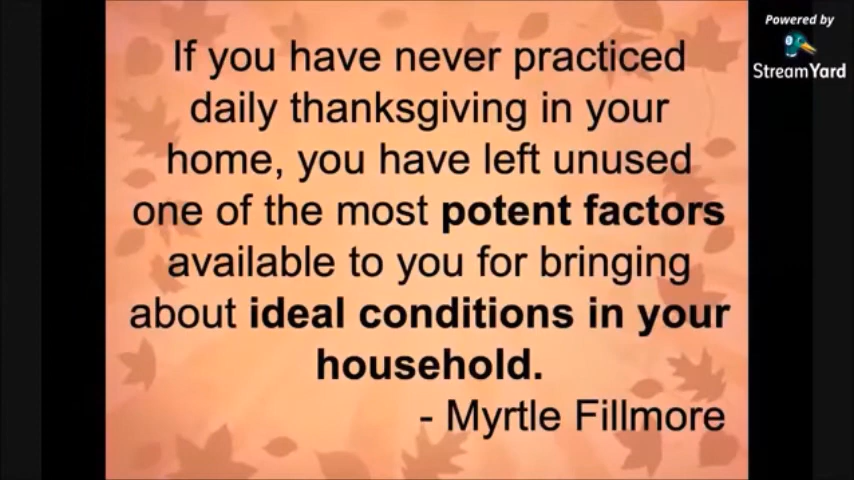 If you have never practiced
daily thanksgiving in your
home, you have left unused
one of the most potent factors
available to you for bringing
about ideal conditions in your
household.
- Myrtle Fillmore
Powered by
StreamYard